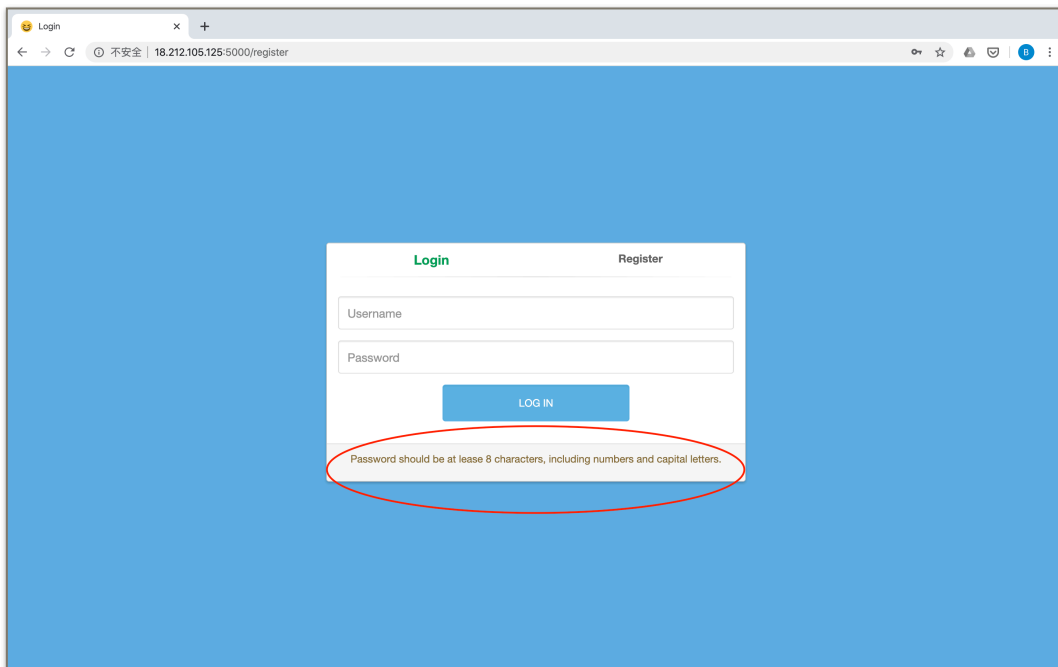 Login
不安全 18.212.105.125:5000/register
B
Login Register
Username
Password
LOG IN
Password should be at lease 8 characters, including numbers and capital letters.